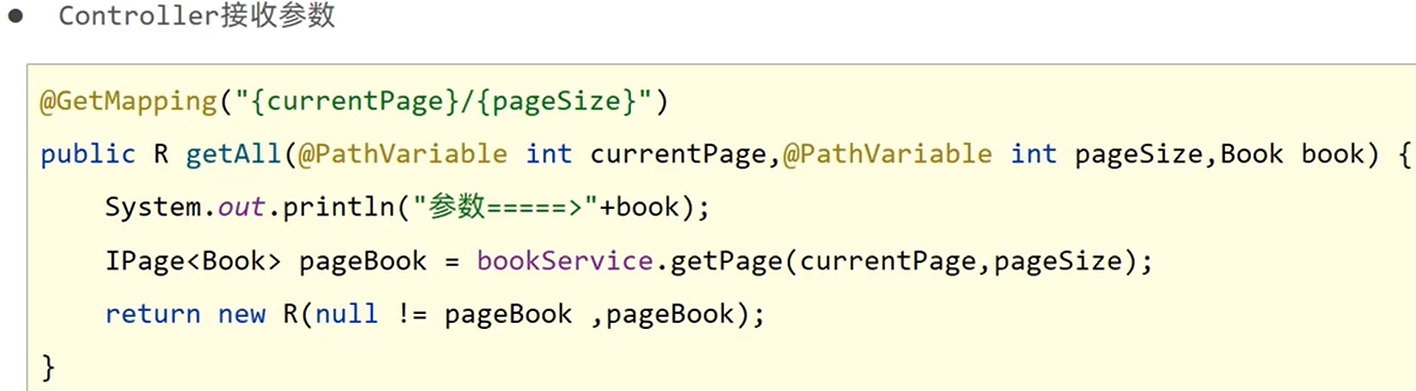 ● Controller接收参数
@GetMapping("{currentPage}/{pageSize}")
public R getAll(@PathVariable int currentPage,@PathVariable int pageSize,Book book) {
System.out.println("参数=====>"+book);
IPage<Book> pageBook = bookService.getPage(currentPage,pageSize);
return new R(null != pageBook ,pageBook);
}